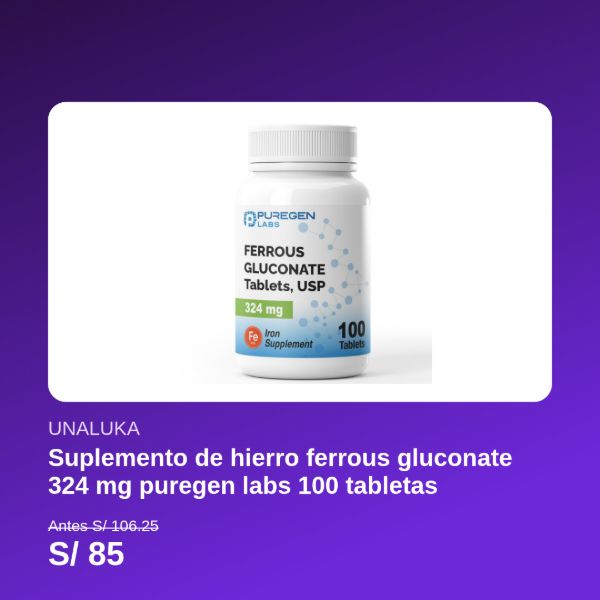 PUREGEN
LABS
FERROUS
GLUCONATE
Tablets, USP
324 mg
Fe
Iron
Supplement
100
Tablets
UNALUKA
Suplemento de hierro ferrous gluconate
324 mg puregen labs 100 tabletas
Antes S/ 106.25
S/ 85